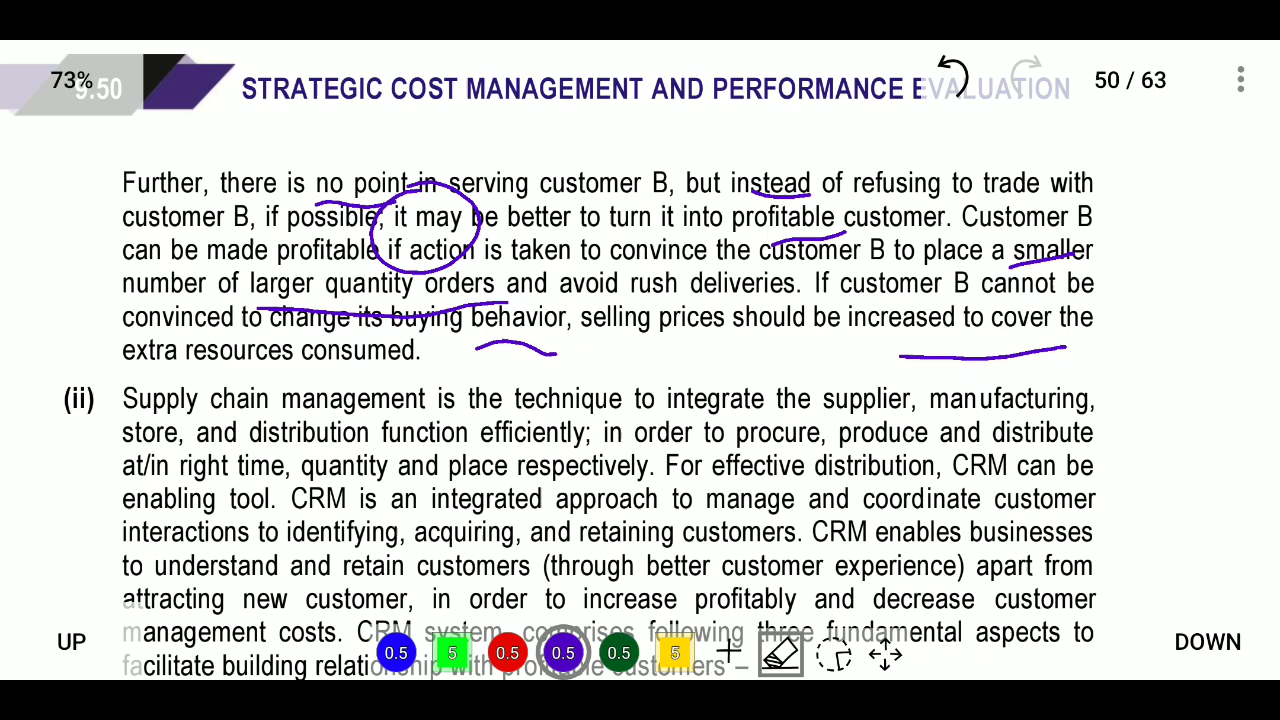 73%
9.50
STRATEGIC COST MANAGEMENT AND PERFORMANCE EVALUATION
50 / 63
Further, there is no point in serving customer B, but instead of refusing to trade with
customer B, if possible, it may be better to turn it into profitable customer. Customer B
can be made profitable if action is taken to convince the customer B to place a smaller
number of larger quantity orders and avoid rush deliveries. If customer B cannot be
convinced to change its buying behavior, selling prices should be increased to cover the
extra resources consumed.
(ii) Supply chain management is the technique to integrate the supplier, manufacturing,
store, and distribution function efficiently; in order to procure, produce and distribute
at/in right time, quantity and place respectively. For effective distribution, CRM can be
enabling tool. CRM is an integrated approach to manage and coordinate customer
interactions to identifying, acquiring, and retaining customers. CRM enables businesses
to understand and retain customers (through better customer experience) apart from
attracting new customer, in order to increase profitably and decrease customer
management costs. CRM system, comprises following three fundamental aspects to
facilitate building relationship with profitable customers –
UP
0.5 5 0.5 0.5 0.5 5
DOWN